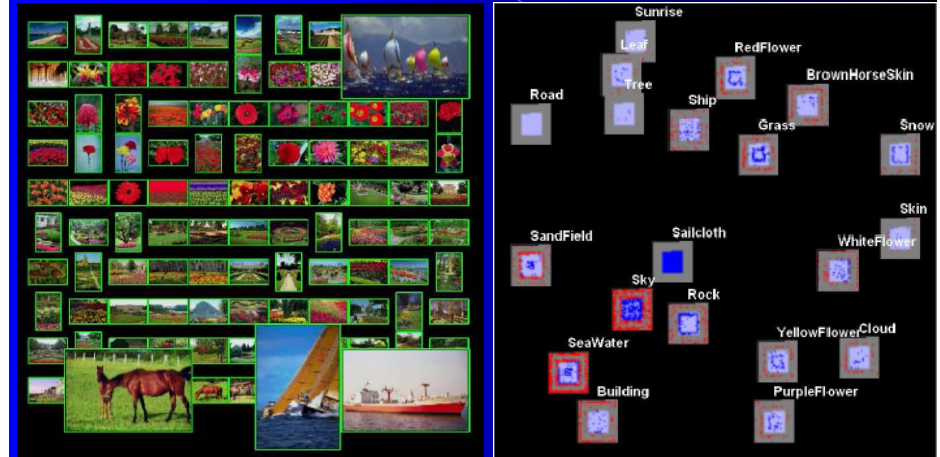 Sunrise
Leaf
RedFlower
Tree
BrownHorseSkin
Road
Ship
Grass
Snow
Skin
SandField
Sailcloth
WhiteFlower
Sky
Rock
YellowFlower
Cloud
SeaWater
Building
PurpleFlower